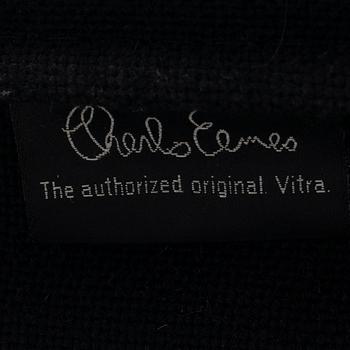 Charles Eames
The authorized original. Vitra.